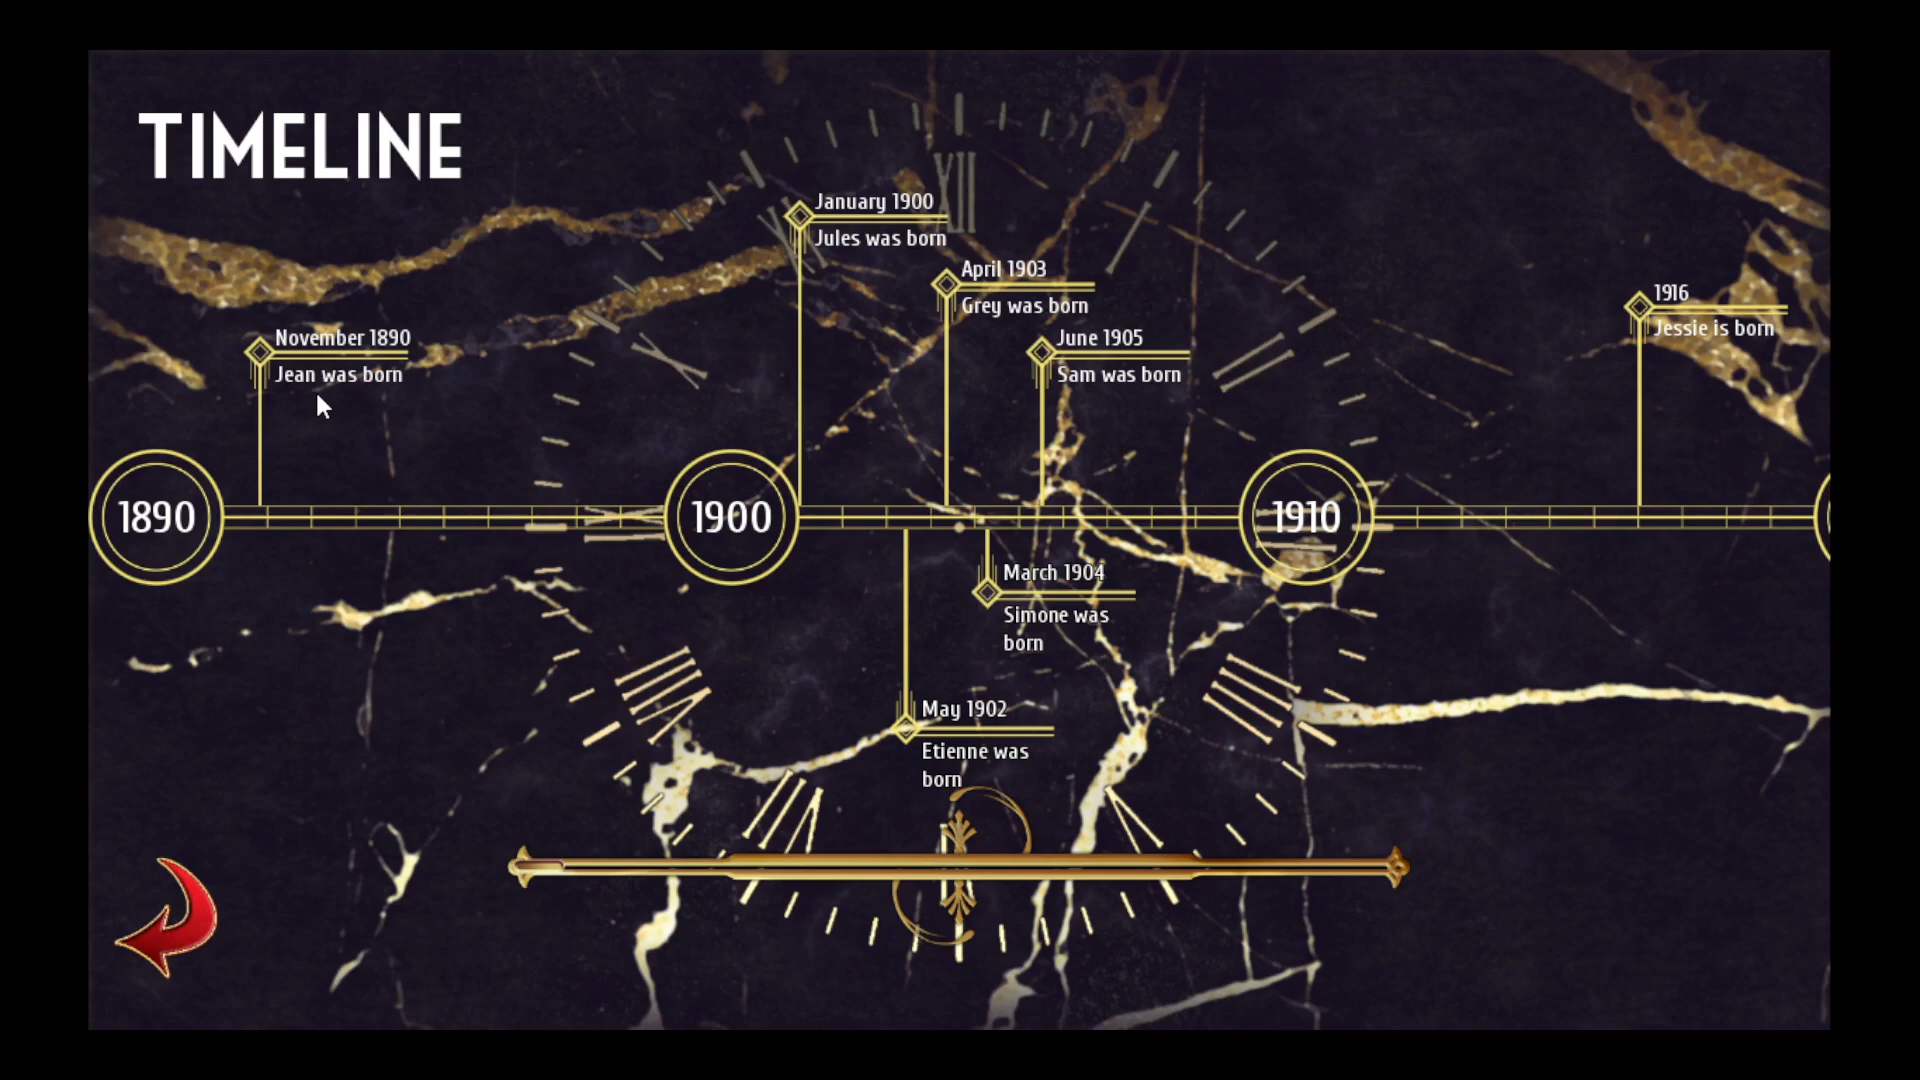 TIMELINE
January 1900
Jules was born
April 1903
Grey was born
1916
Jessie is born
November 1890
Jean was born
June 1905
Sam was born
1890
1900
1910
March 1904
Simone was
born
May 1902
Etienne was
born